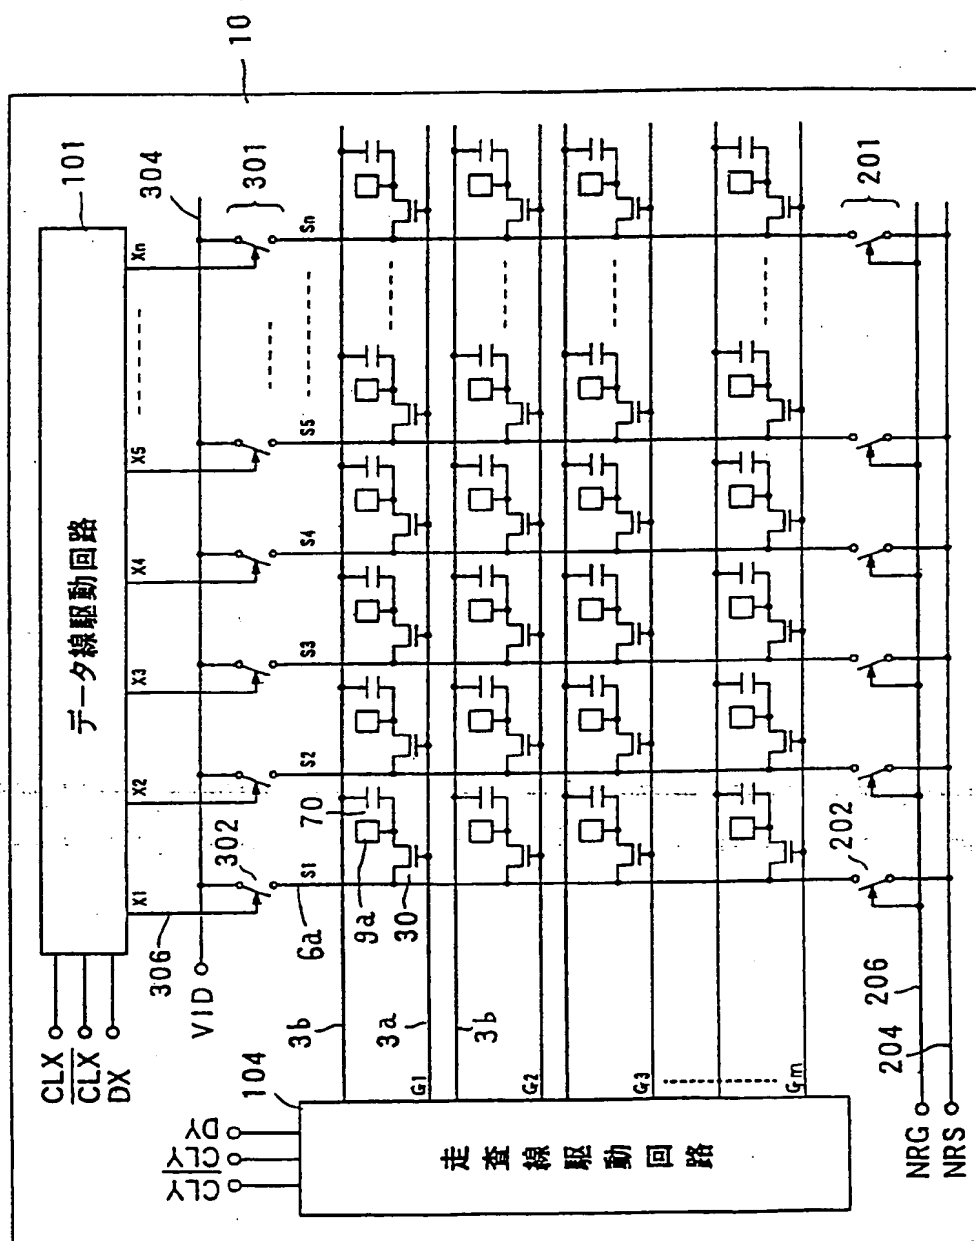 10
101
データ線駆動回路
CLX
CLX
DX
X1
X2
X3
X4
X5
Xn
304
306
VID
302
301
S1
S2
S3
S4
S5
Sn
6a
9a
70
30
3b
3a
3b
G1
G2
G3
Gm
104
走査線駆動回路
DY
CLY
CLY
202
201
206
204
NRG
NRS